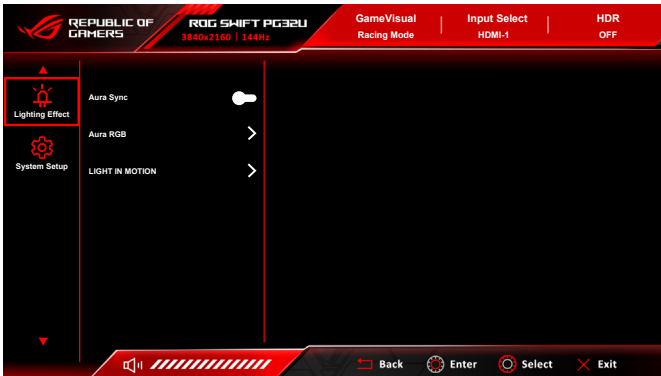 REPUBLIC OF
GAMERS
ROG SWIFT PG32U
3840x2160 | 144Hz
GameVisual
Racing Mode
Input Select
HDMI-1
HDR
OFF
Lighting Effect
System Setup
Aura Sync
Aura RGB
LIGHT IN MOTION
Back
Enter
Select
Exit